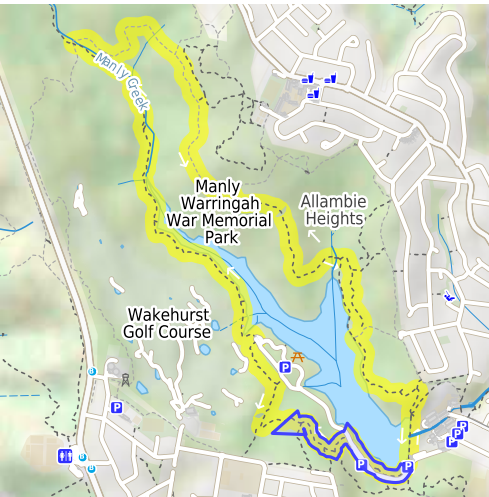 Manly Creek
Manly
Warringah
War Memorial
Park
Allambie
Heights
Wakehurst
Golf Course
P
P
P
P
P
P
P